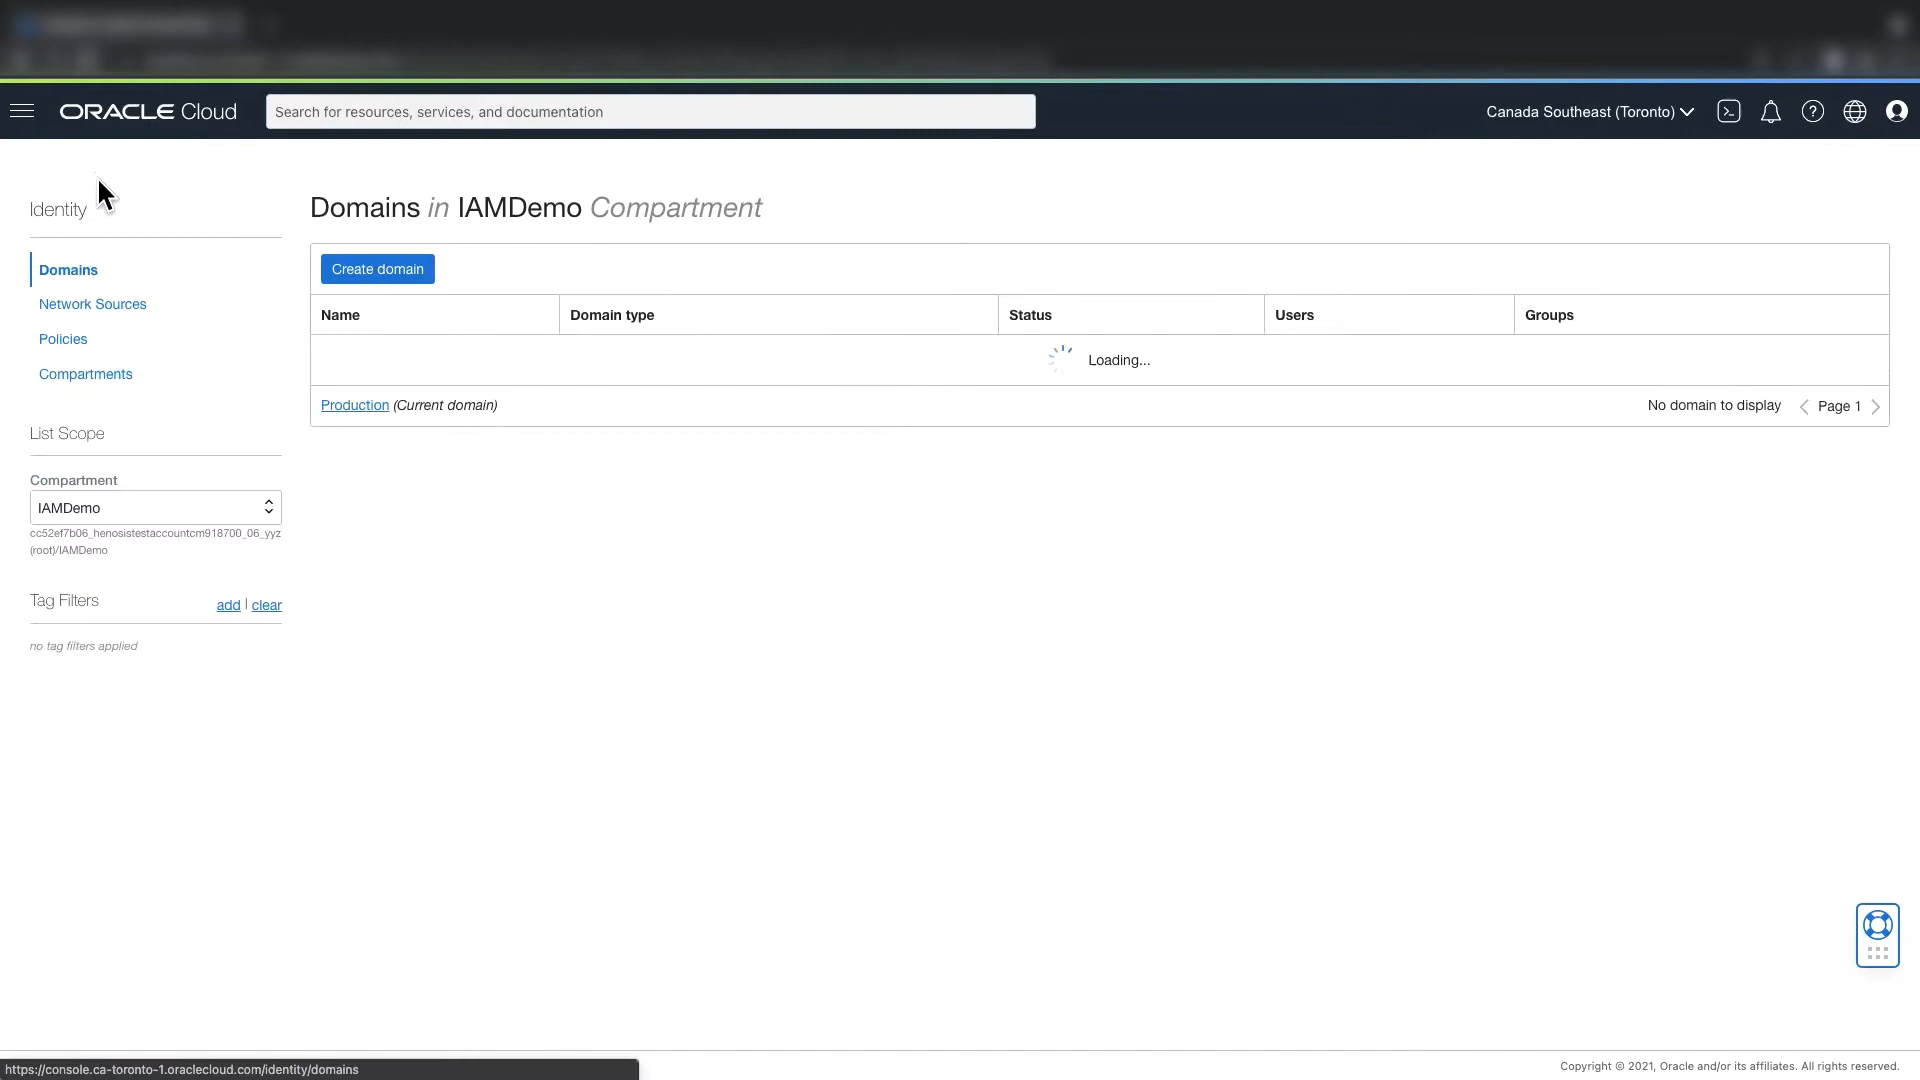 ORACLE Cloud
Search for resources, services, and documentation
Canada Southeast (Toronto)
Identity
Domains
Network Sources
Policies
Compartments
List Scope
Compartment
IAMDemo
cc52ef7b06_henosistestaccountcm918700_06_yyz
(root)/IAMDemo
Tag Filters
add | clear
no tag filters applied
Domains in IAMDemo Compartment
Create domain
Name Domain type Status Users Groups
Loading...
Production (Current domain) No domain to display Page 1
https://console.ca-toronto-1.oraclecloud.com/identity/domains
Copyright © 2021, Oracle and/or its affiliates. All rights reserved.